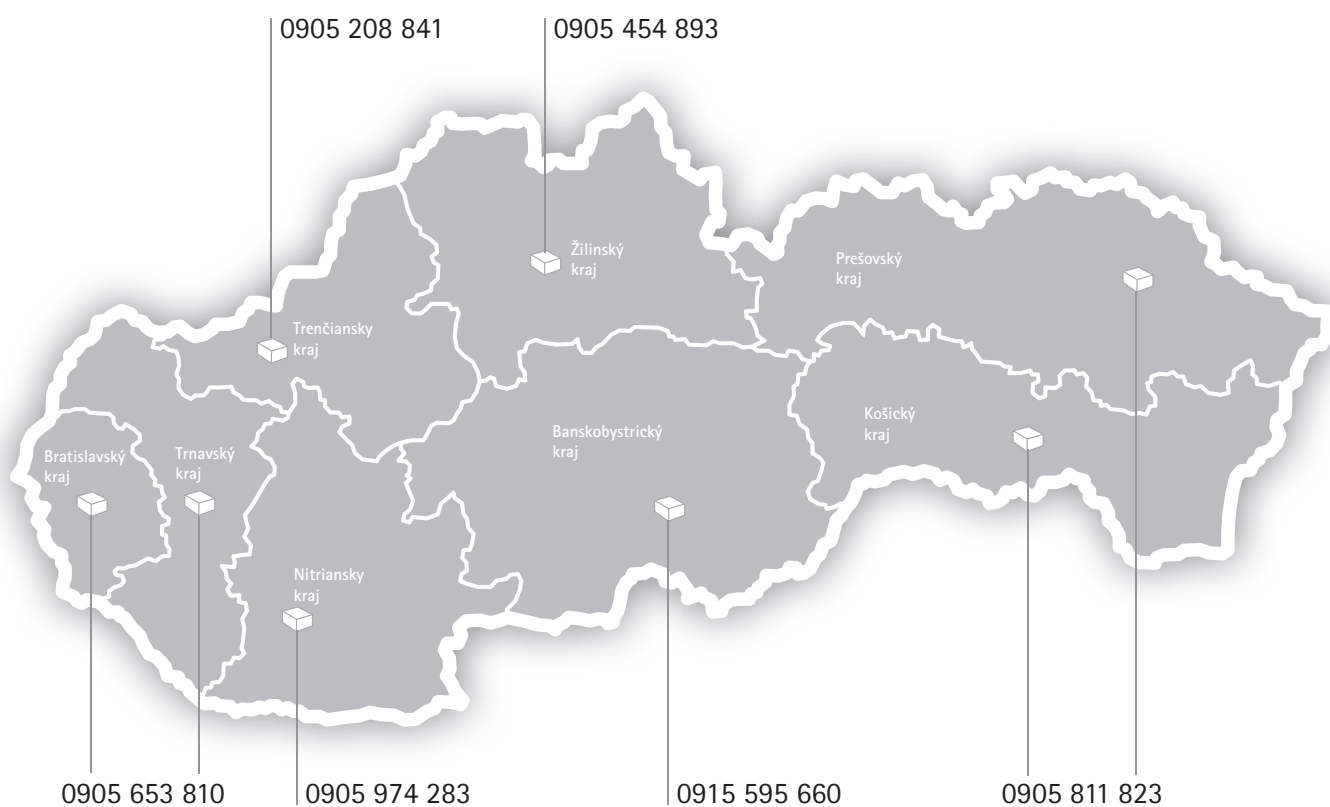 0905 208 841
0905 454 893
Žilinský
kraj
Prešovský
kraj
Trenčiansky
kraj
Košický
kraj
Banskobystrický
kraj
Bratislavský
kraj
Trnavský
kraj
Nitriansky
kraj
0905 653 810
0905 974 283
0915 595 660
0905 811 823